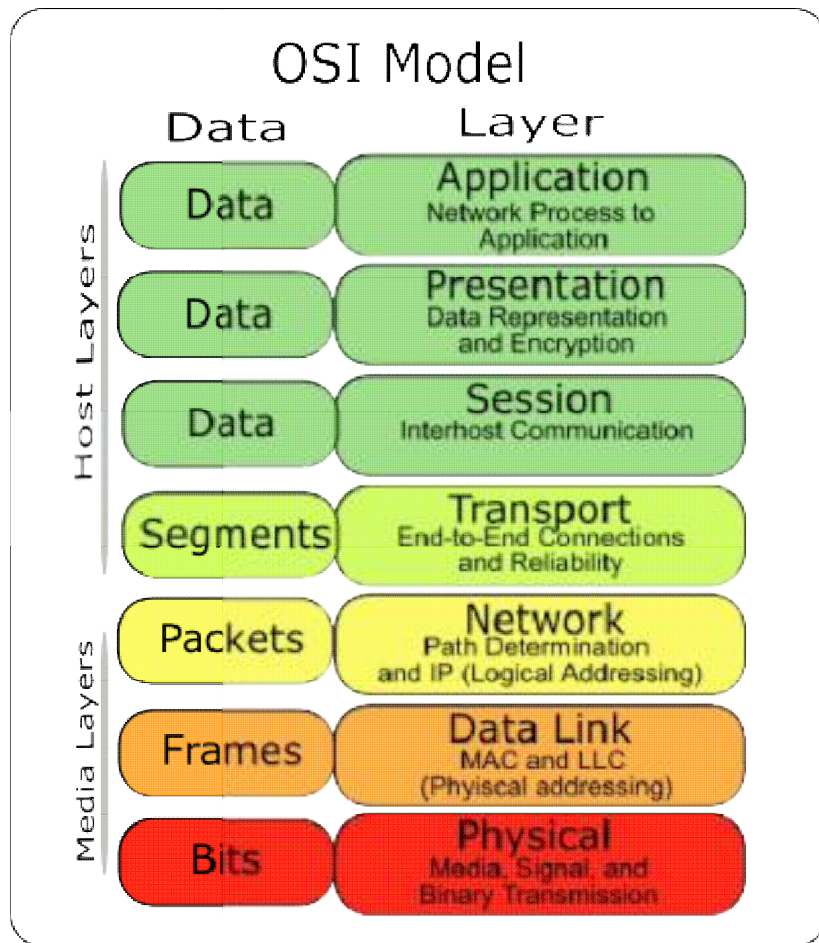 OSI Model
Data Layer
Host Layers
Data
Application
Network Process to
Application
Data
Presentation
Data Representation
and Encryption
Data
Session
Interhost Communication
Segments
Transport
End-to-End Connections
and Reliability
Media Layers
Packets
Network
Path Determination
and IP (Logical Addressing)
Frames
Data Link
MAC and LLC
(Phyiscal addressing)
Bits
Physical
Media, Signal, and
Binary Transmission